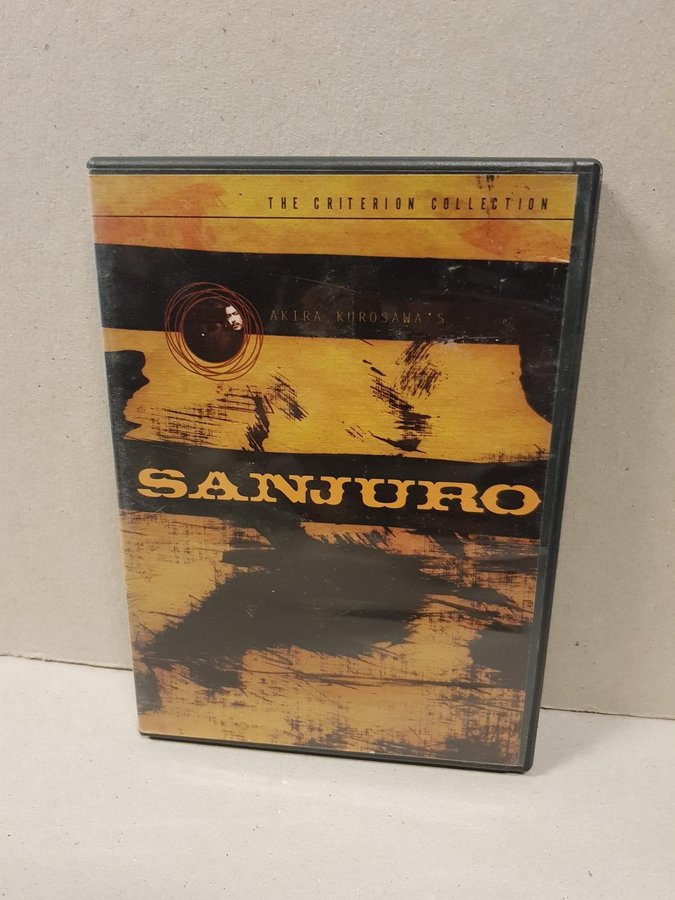 THE CRITERION COLLECTION
AKIRA KUROSAWA'S
SANJURO